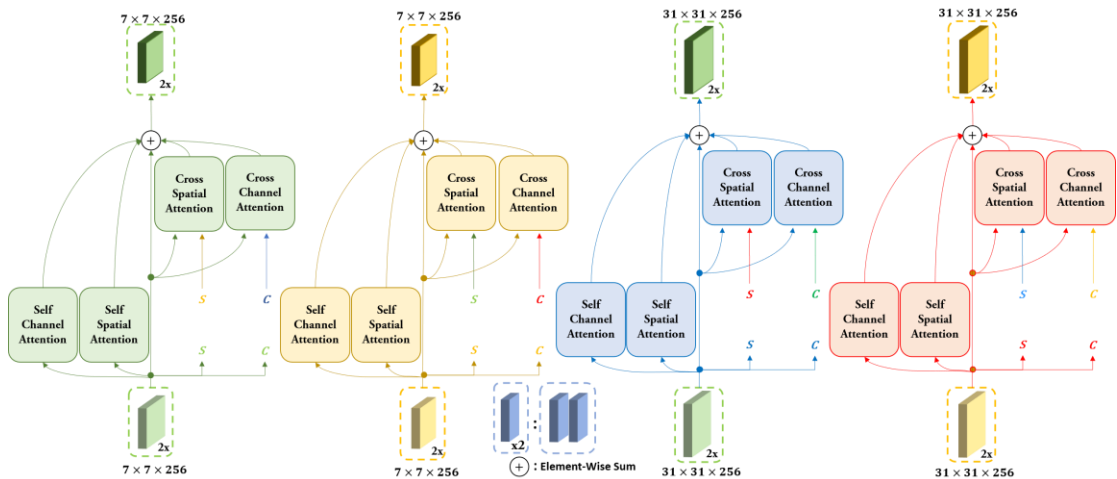 7 × 7 × 256
7 × 7 × 256
31 × 31 × 256
31 × 31 × 256
2x
2x
2x
2x
+
+
+
+
Cross
Spatial
Attention
Cross
Channel
Attention
Cross
Spatial
Attention
Cross
Channel
Attention
Cross
Spatial
Attention
Cross
Channel
Attention
Cross
Spatial
Attention
Cross
Channel
Attention
Self
Channel
Attention
Self
Spatial
Attention
S
C
Self
Channel
Attention
Self
Spatial
Attention
S
C
Self
Channel
Attention
Self
Spatial
Attention
S
C
Self
Channel
Attention
Self
Spatial
Attention
S
C
S
C
S
C
S
C
S
C
2x
2x
x2
:
2x
2x
7 × 7 × 256
7 × 7 × 256
+ : Element-Wise Sum
31 × 31 × 256
31 × 31 × 256